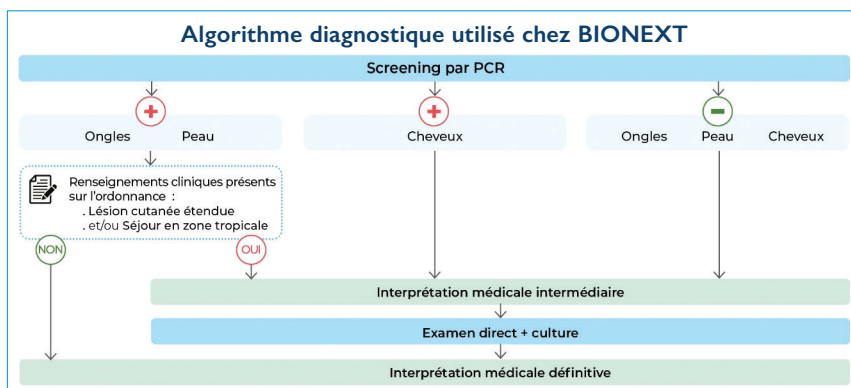 Algorithme diagnostique utilisé chez BIONEXT
Screening par PCR
+ + −
Ongles Peau
Cheveux
Ongles Peau Cheveux
Renseignements cliniques présents
sur l'ordonnance :
. Lésion cutanée étendue
. et/ou Séjour en zone tropicale
NON OUI
Interprétation médicale intermédiaire
Examen direct + culture
Interprétation médicale définitive